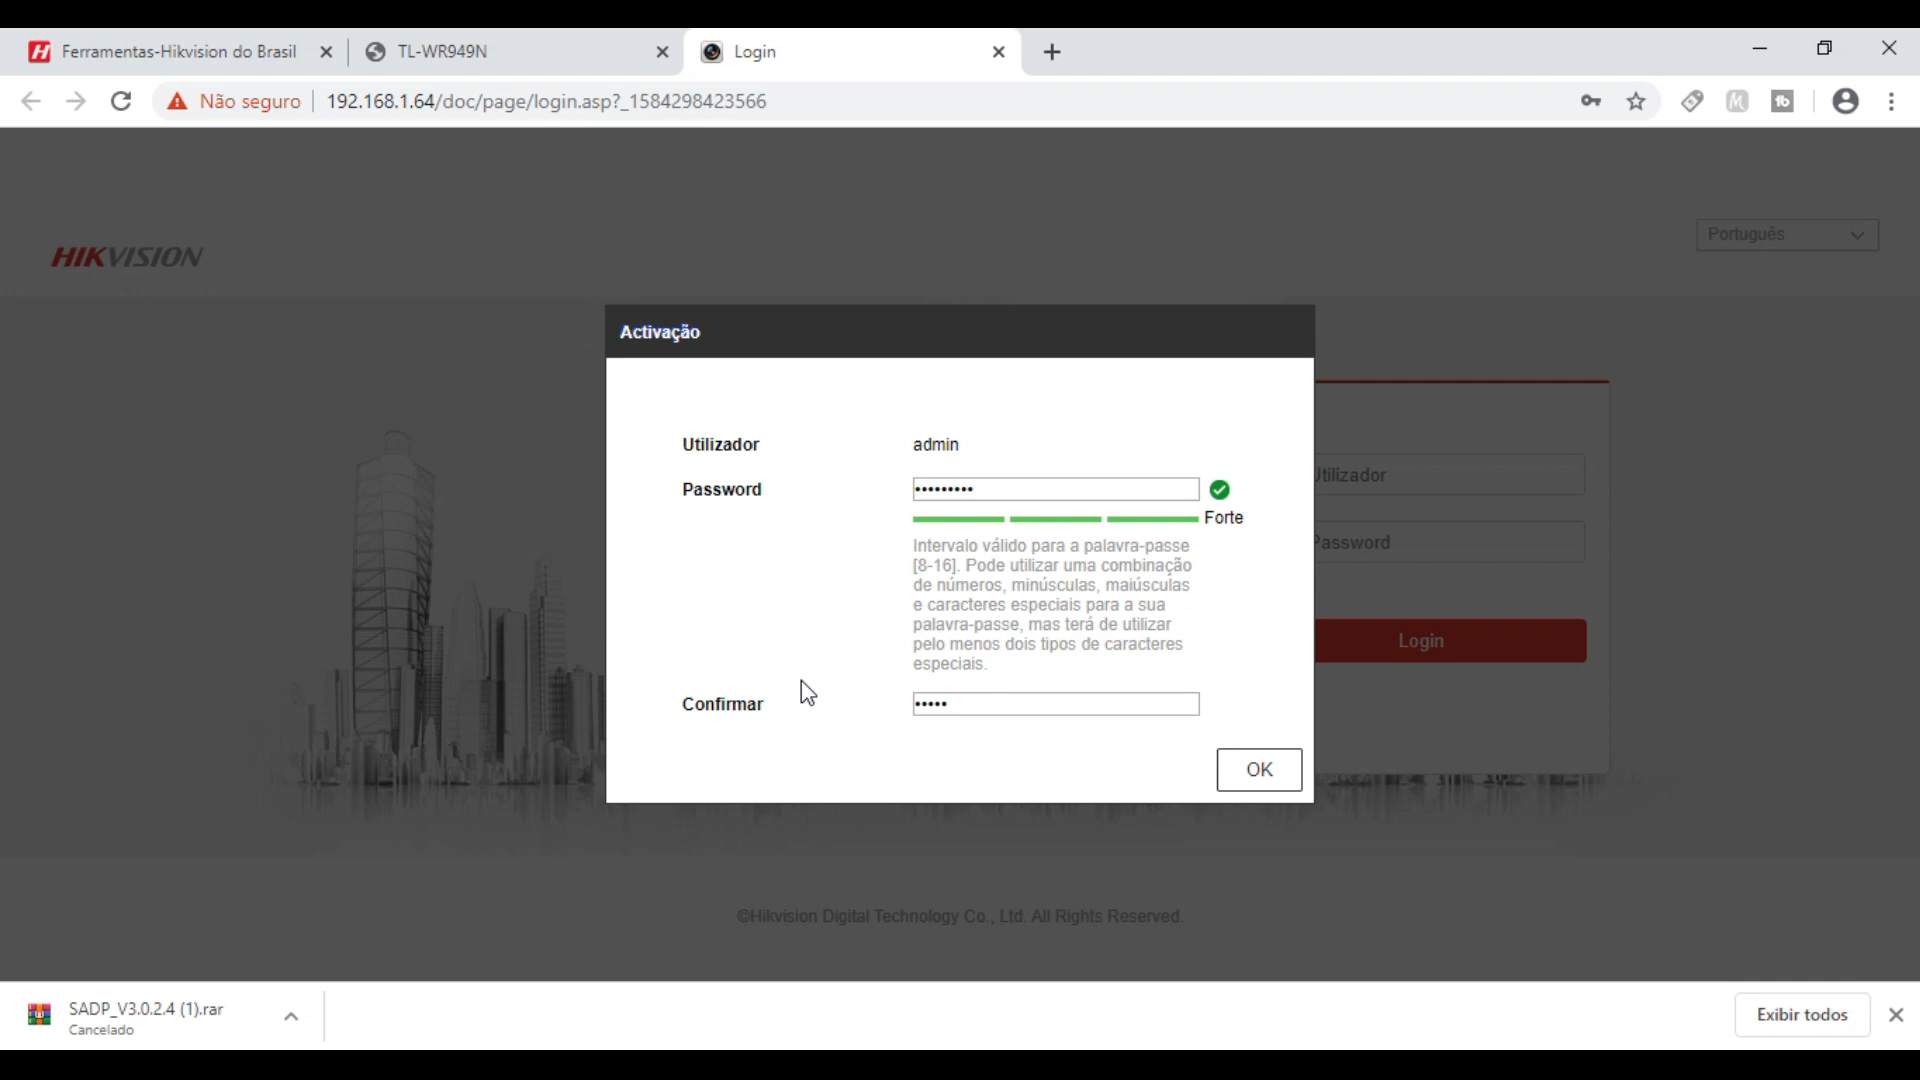 Ferramentas-Hikvision do Brasil
TL-WR949N
Login
Não seguro
192.168.1.64/doc/page/login.asp?_1584298423566
HIKVISION
Português
Activação
Utilizador
admin
Password
•••••••••
Forte
Intervalo válido para a palavra-passe
[8-16]. Pode utilizar uma combinação
de números, minúsculas, maiúsculas
e caracteres especiais para a sua
palavra-passe, mas terá de utilizar
pelo menos dois tipos de caracteres
especiais.
Confirmar
•••••
OK
Utilizador
Password
Login
©Hikvision Digital Technology Co., Ltd. All Rights Reserved.
SADP_V3.0.2.4 (1).rar
Cancelado
Exibir todos